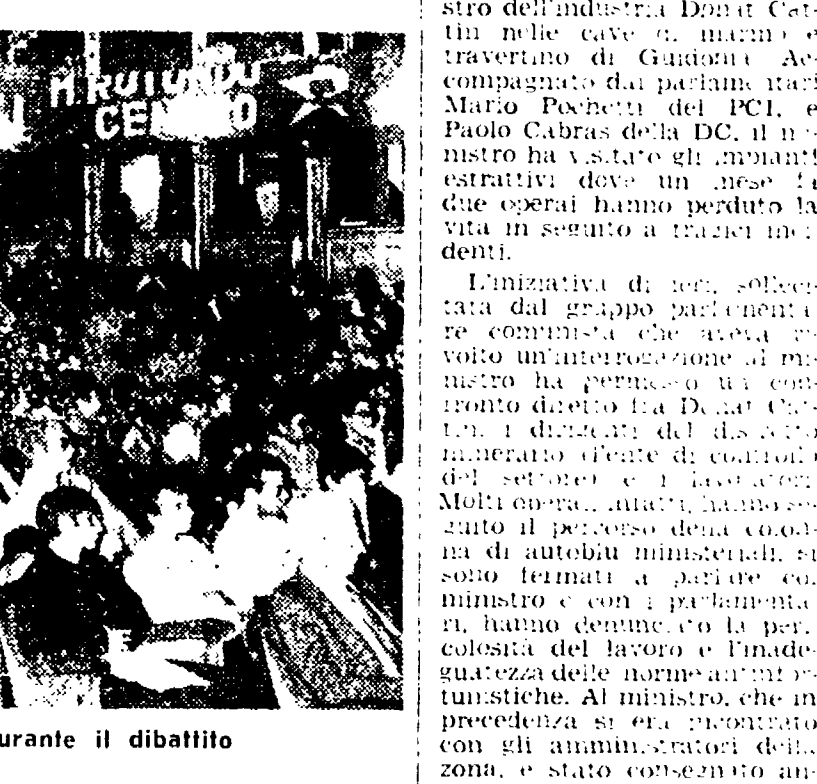 CE
urante il dibattito
stro dell'industria Donat Cat-
tin nelle cave di marmo e
travertino di Guidonia. Ac-
compagnato dai parlamentari
Mario Pochetti del PCI, e
Paolo Cabras della DC, il mi-
nistro ha visitato gli impianti
estrattivi dove un mese fa
due operai hanno perduto la
vita in seguito a tragici inci-
denti.
L'iniziativa di ieri, solleci-
tata dal gruppo parlamenta-
re comunista che aveva ri-
volto un'interrogazione al mi-
nistro ha permesso un con-
fronto diretto fra Donat Cat-
tin, i dirigenti del distretto
minerario (l'ente di controllo
del settore) e i lavoratori.
Molti operai, infatti, hanno se-
guito il percorso della colon-
na di autoblu ministeriali, si
sono fermati a parlare col
ministro e con i parlamenta-
ri, hanno denunciato la peri-
colosità del lavoro e l'inade-
guatezza delle norme antinfor-
tunistiche. Al ministro, che in
precedenza si era incontrato
con gli amministratori della
zona, è stato consegnato an-